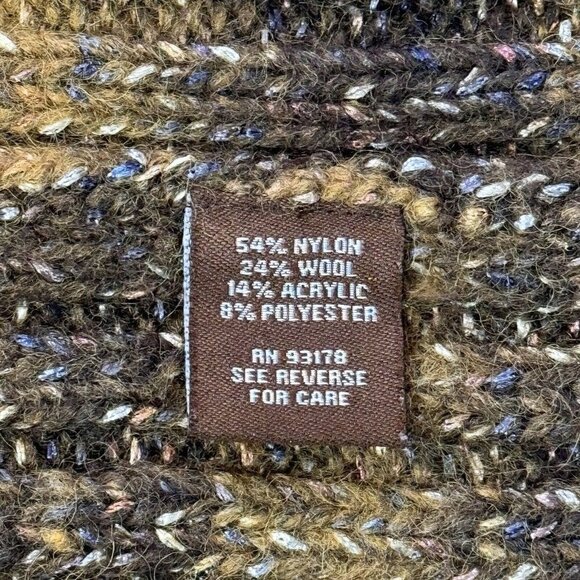 54% NYLON
24% WOOL
14% ACRYLIC
8% POLYESTER
RN 93178
SEE REVERSE
FOR CARE